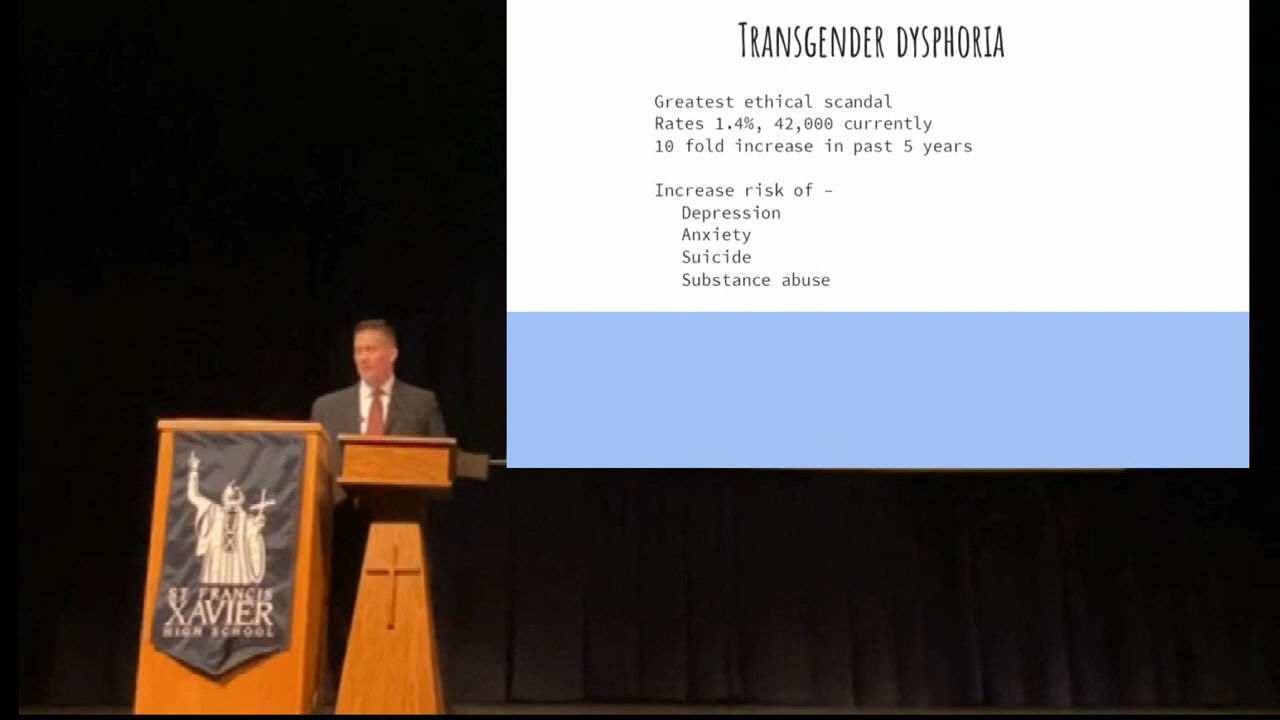 TRANSGENDER DYSPHORIA
Greatest ethical scandal
Rates 1.4%, 42,000 currently
10 fold increase in past 5 years
Increase risk of –
Depression
Anxiety
Suicide
Substance abuse
ST FRANCIS
XAVIER
HIGH SCHOOL